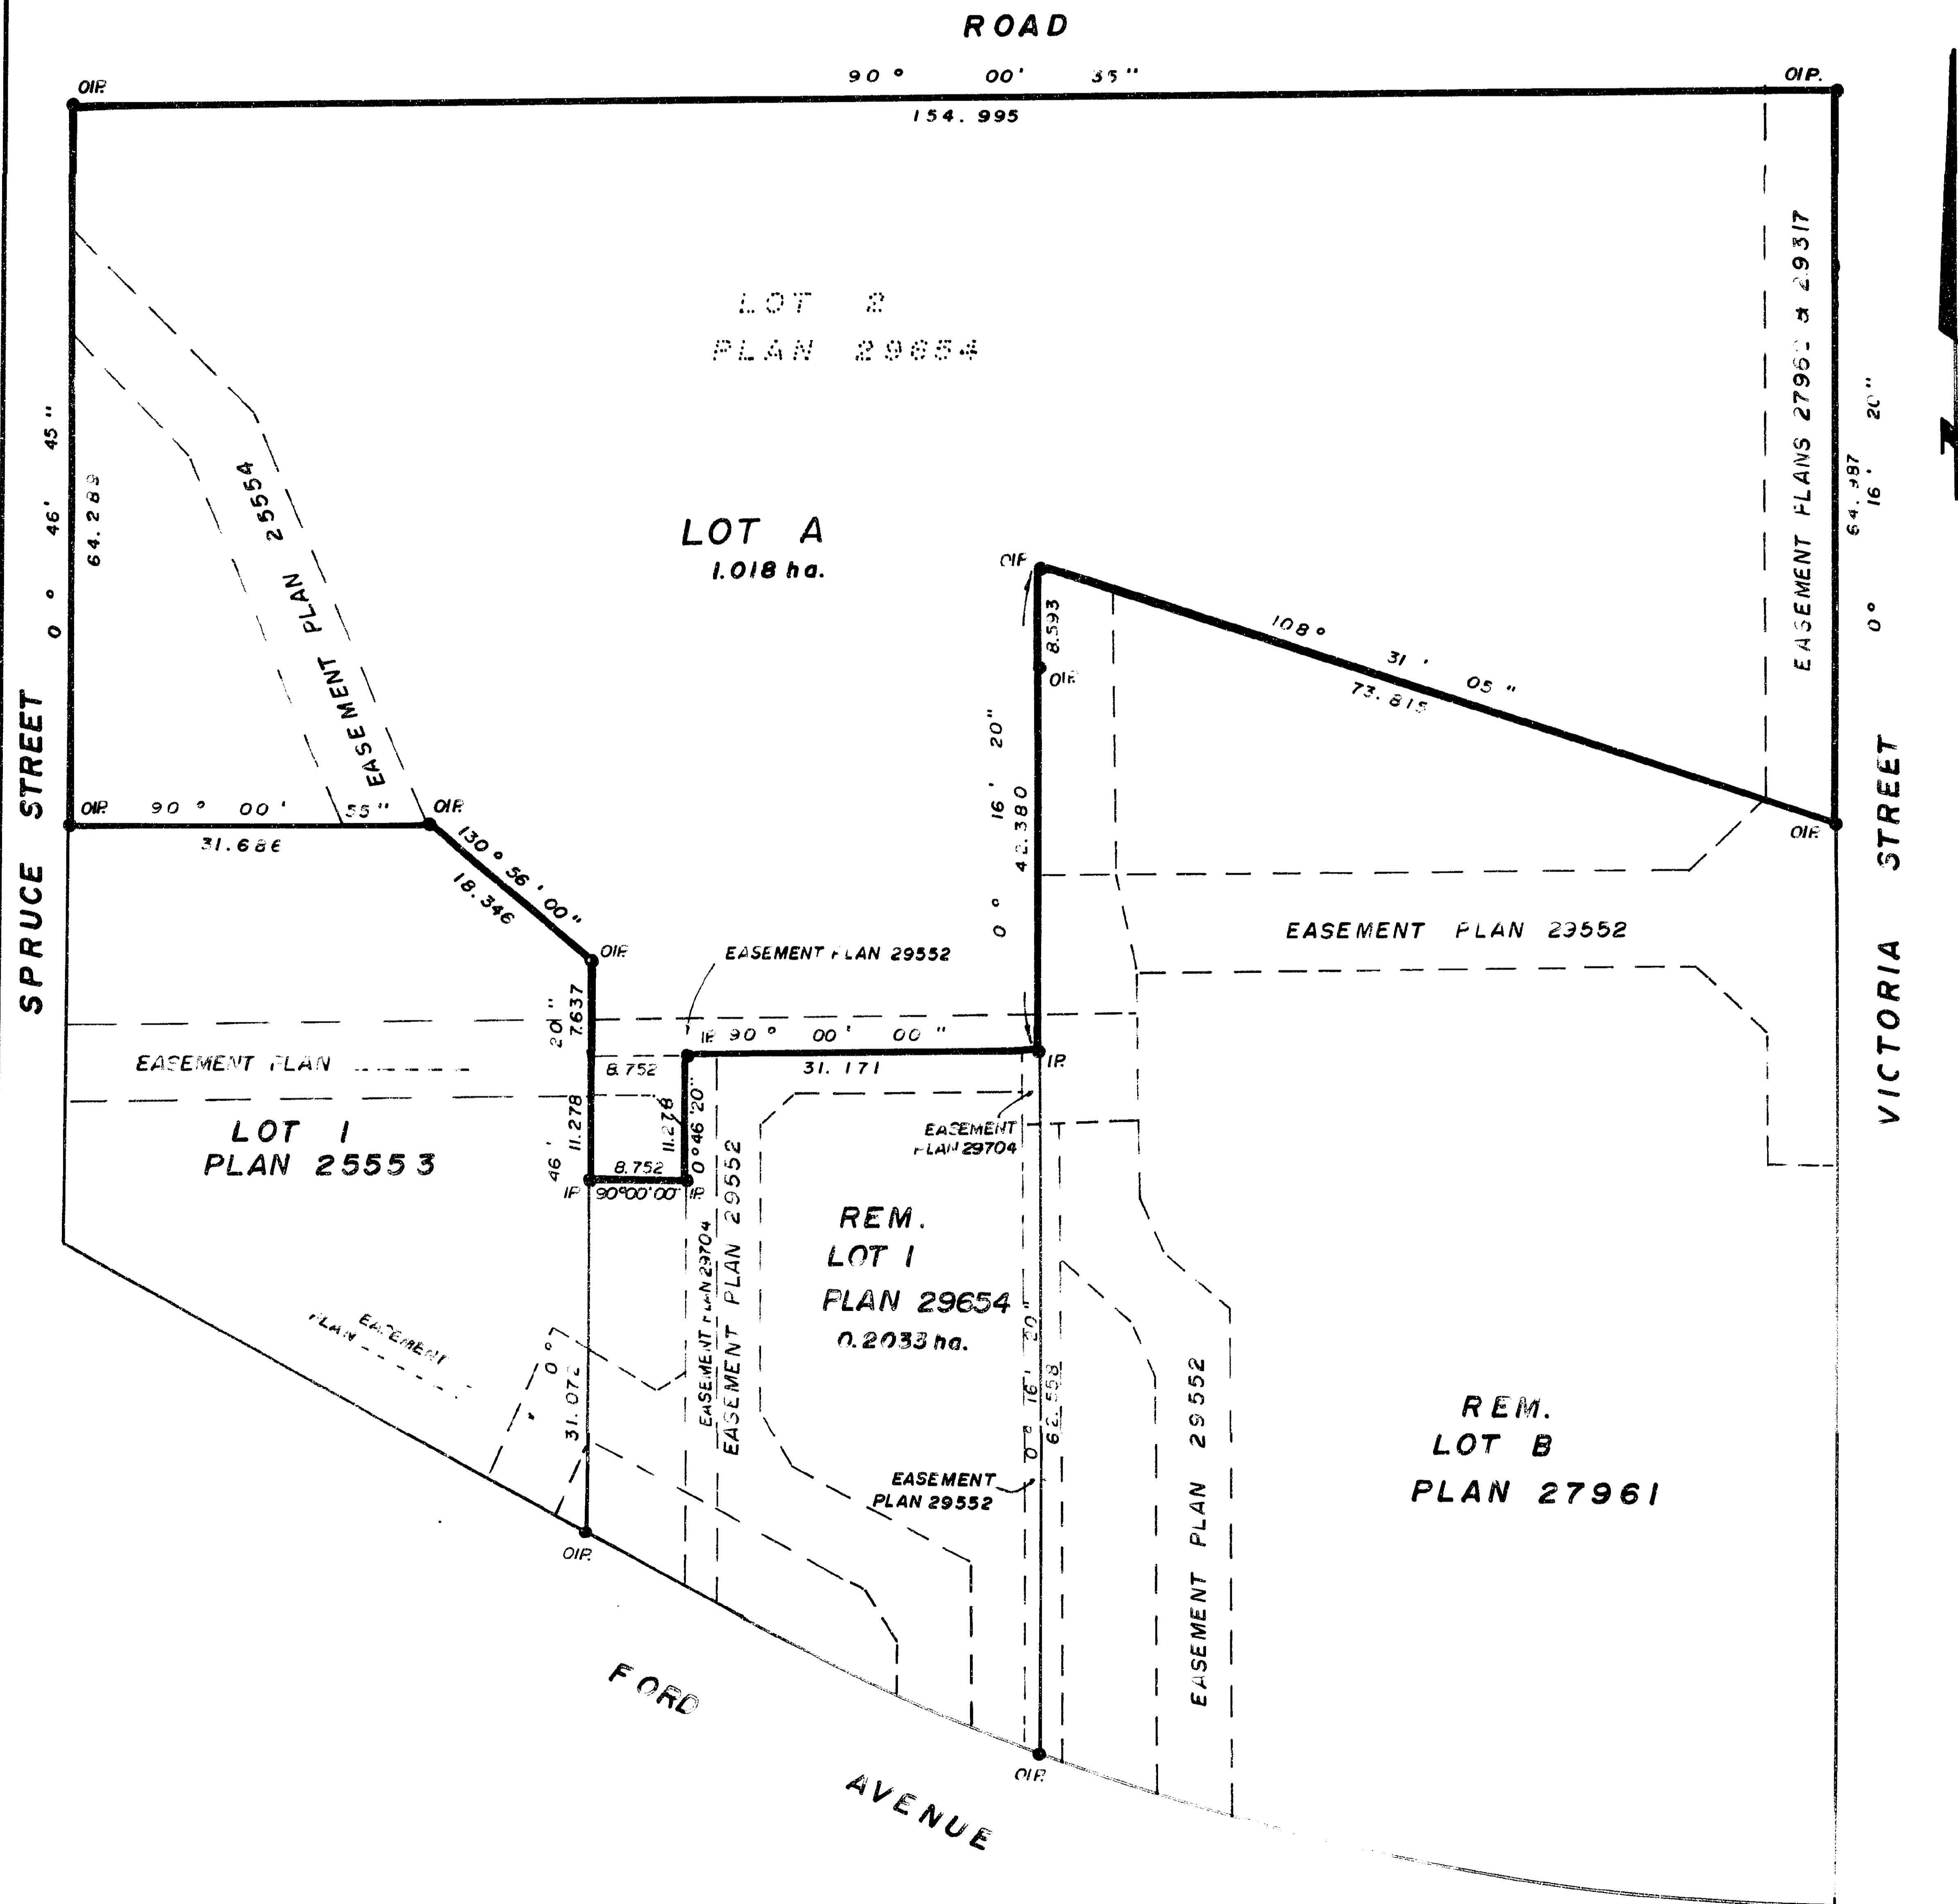 ROAD
90° 00' 35"
OIP.
OIP.
154.995
LOT 2
PLAN 29654
EASEMENT PLANS & 29317
SPRUCE STREET
0° 46' 45"
64.289
EASEMENT PLAN 25554
LOT A
1.018 ha.
0° 16' 20"
VICTORIA STREET
OIP.
8.593
OIP.
108° 31' 05"
73.815
OIP.
0° 16' 20"
42.380
OIP.
90° 00' 55"
OIP.
31.686
130° 56' 00"
18.346
OIP.
EASEMENT PLAN 29552
EASEMENT PLAN 29552
0° 46' 20"
7.637
IP.
90° 00' 00"
31.171
IP.
8.752
EASEMENT PLAN
11.278
11.278
0° 46' 20"
8.752
IP.
90°00'00"
IP.
LOT 1
PLAN 25553
EASEMENT
PLAN 29704
EASEMENT PLAN 29704
EASEMENT PLAN 29552
REM.
LOT 1
PLAN 29654
0.2033 ha.
0° 16' 20"
62.558
EASEMENT
PLAN
31.072
EASEMENT
PLAN 29552
EASEMENT PLAN 29552
REM.
LOT B
PLAN 27961
OIP.
OIP.
FORD
AVENUE